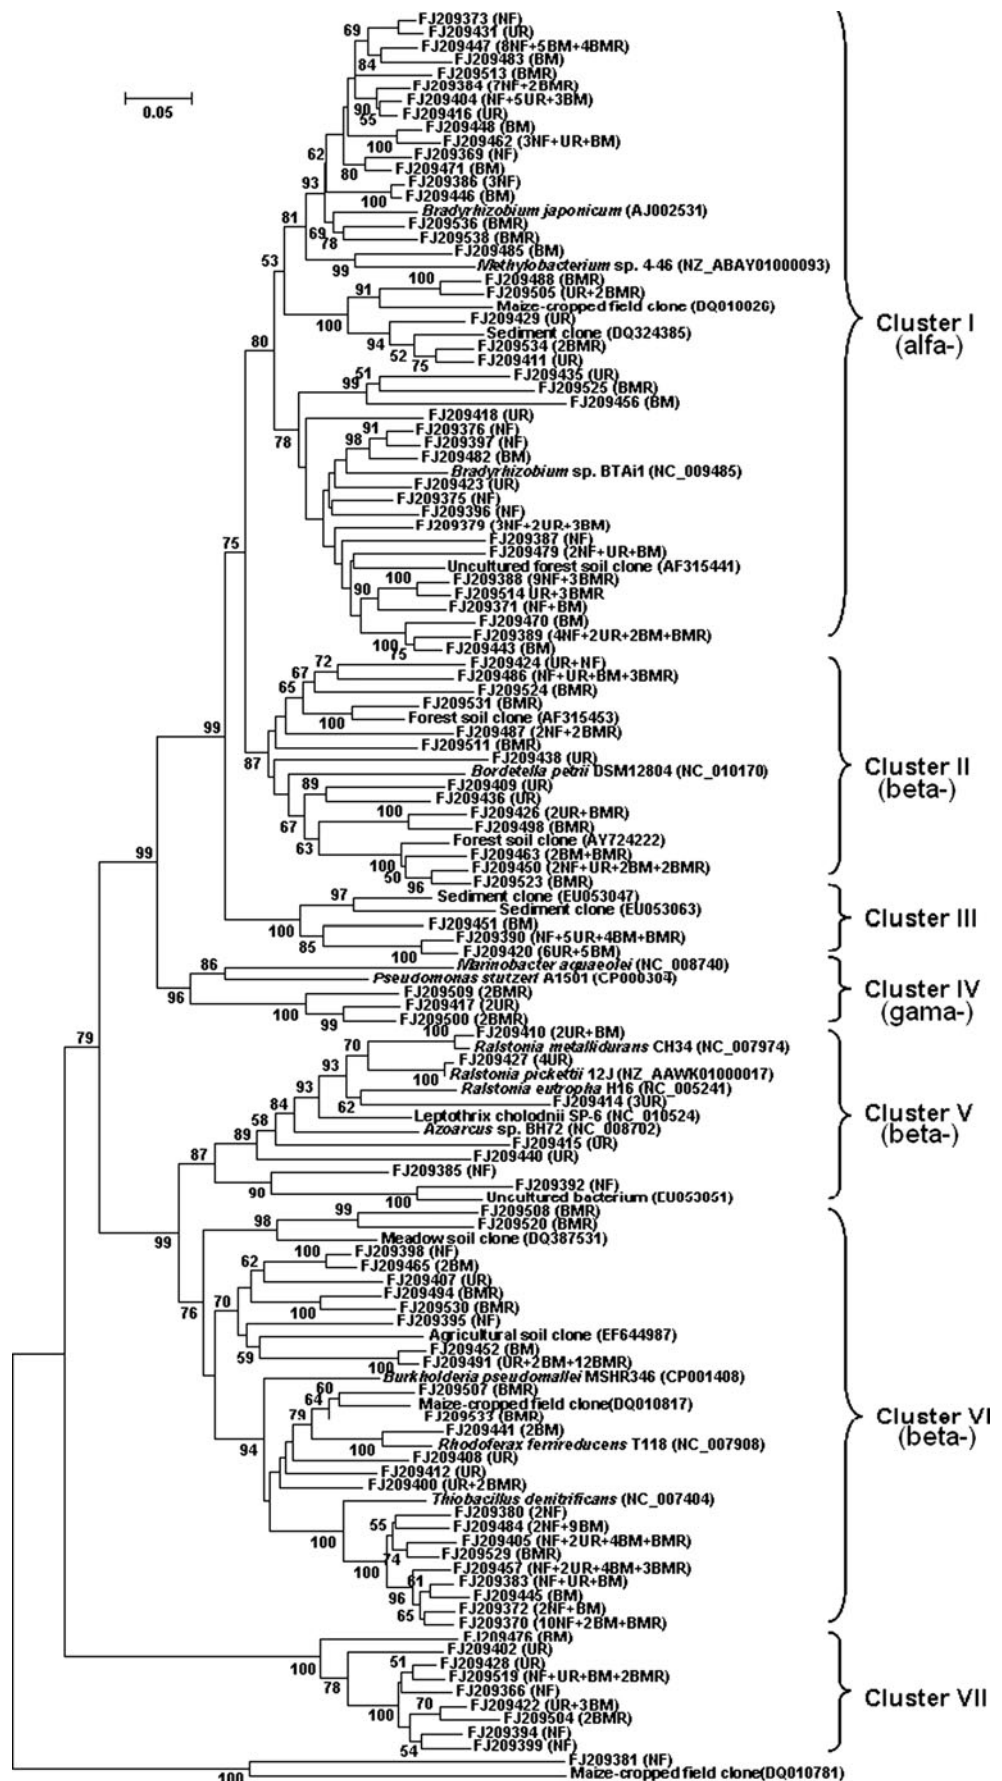 FJ209373 (NF)
69
FJ209431 (UR)
FJ209447 (8NF+5BM+4BMR)
84
FJ209483 (BM)
FJ209513 (BMR)
0.05
FJ209384 (7NF+2BMR)
90
FJ209404 (NF+5UR+3BM)
55
FJ209416 (UR)
FJ209448 (BM)
100
FJ209462 (3NF+UR+BM)
62
FJ209369 (NF)
80
FJ209471 (BM)
93
FJ209386 (3NF)
100
FJ209446 (BM)
81
Bradyrhizobium japonicum (AJ002531)
69
FJ209536 (BMR)
78
FJ209538 (BMR)
53
FJ209485 (BM)
99
Methylobacterium sp. 4-46 (NZ_ABAY01000093)
100
FJ209488 (BMR)
91
FJ209505 (UR+2BMR)
Maize-cropped field clone (DQ010026)
100
FJ209429 (UR)
Cluster I
(alfa-)
94
Sediment clone (DQ324385)
52
FJ209534 (2BMR)
75
FJ209411 (UR)
80
51
FJ209435 (UR)
99
FJ209525 (BMR)
FJ209456 (BM)
78
FJ209418 (UR)
91
FJ209376 (NF)
98
FJ209397 (NF)
FJ209482 (BM)
Bradyrhizobium sp. BTAi1 (NC_009485)
FJ209423 (UR)
FJ209375 (NF)
FJ209396 (NF)
FJ209379 (3NF+2UR+3BM)
75
FJ209387 (NF)
FJ209479 (2NF+UR+BM)
Uncultured forest soil clone (AF315441)
100
FJ209388 (9NF+3BMR)
90
FJ209514 UR+3BMR
FJ209371 (NF+BM)
FJ209470 (BM)
100
FJ209389 (4NF+2UR+2BM+BMR)
75
FJ209443 (BM)
72
FJ209424 (UR+NF)
67
FJ209486 (NF+UR+BM+3BMR)
65
FJ209524 (BMR)
FJ209531 (BMR)
100
Forest soil clone (AF315453)
99
FJ209487 (2NF+2BMR)
FJ209511 (BMR)
87
FJ209438 (UR)
Cluster II
(beta-)
Bordetella petrii DSM12804 (NC_010170)
89
FJ209409 (UR)
FJ209436 (UR)
67
100
FJ209426 (2UR+BMR)
FJ209498 (BMR)
63
Forest soil clone (AY724222)
99
100
FJ209463 (2BM+BMR)
50
FJ209450 (2NF+UR+2BM+2BMR)
96
FJ209523 (BMR)
97
Sediment clone (EU053047)
Sediment clone (EU053063)
100
FJ209451 (BM)
Cluster III
85
FJ209390 (NF+5UR+4BM+BMR)
100
FJ209420 (6UR+5BM)
86
Marinobacter aquaeolei (NC_008740)
Pseudomonas stutzeri A1501 (CP000304)
96
FJ209509 (2BMR)
Cluster IV
(gama-)
100
FJ209417 (2UR)
99
FJ209500 (2BMR)
79
100
FJ209410 (2UR+BM)
70
Ralstonia metallidurans CH34 (NC_007974)
93
FJ209427 (4UR)
100
Ralstonia pickettii 12J (NZ_AAWK01000017)
93
Ralstonia eutropha H16 (NC_005241)
62
FJ209414 (3UR)
84
Leptothrix cholodnii SP-6 (NC_010524)
58
Azoarcus sp. BH72 (NC_008702)
Cluster V
(beta-)
89
FJ209415 (UR)
87
FJ209440 (UR)
FJ209385 (NF)
90
FJ209392 (NF)
100
Uncultured bacterium (EU053051)
99
99
FJ209508 (BMR)
98
FJ209520 (BMR)
Meadow soil clone (DQ387531)
100
FJ209398 (NF)
62
FJ209465 (2BM)
FJ209407 (UR)
76
70
FJ209494 (BMR)
100
FJ209530 (BMR)
FJ209395 (NF)
Agricultural soil clone (EF644987)
59
FJ209452 (BM)
100
FJ209491 (UR+2BM+12BMR)
Burkholderia pseudomallei MSHR346 (CP001408)
60
FJ209507 (BMR)
64
Maize-cropped field clone(DQ010817)
79
FJ209533 (BMR)
Cluster VI
(beta-)
94
FJ209441 (2BM)
100
Rhodoferax ferrireducens T118 (NC_007908)
FJ209408 (UR)
FJ209412 (UR)
FJ209400 (UR+2BMR)
Thiobacillus denitrificans (NC_007404)
100
FJ209380 (2NF)
55
FJ209484 (2NF+9BM)
FJ209405 (NF+2UR+4BM+BMR)
74
FJ209529 (BMR)
100
FJ209457 (NF+2UR+4BM+3BMR)
61
FJ209383 (NF+UR+BM)
96
FJ209445 (BM)
65
FJ209372 (2NF+BM)
FJ209370 (10NF+2BM+BMR)
FJ209476 (BM)
100
FJ209402 (UR)
78
51
FJ209428 (UR)
FJ209519 (NF+UR+BM+2BMR)
FJ209366 (NF)
Cluster VII
100
70
FJ209422 (UR+3BM)
FJ209504 (2BMR)
FJ209394 (NF)
54
FJ209399 (NF)
FJ209381 (NF)
100
Maize-cropped field clone(DQ010781)